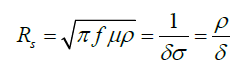 R_s = √(π f μ ρ) = 1/(δσ) = ρ/δ